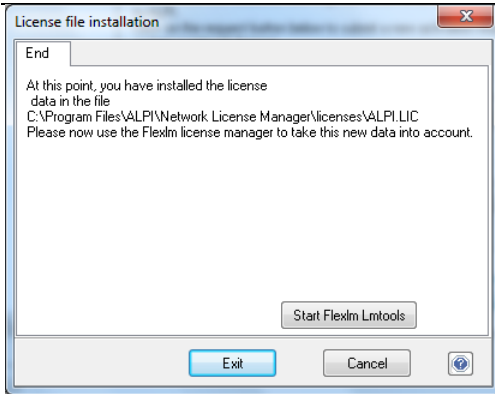 License file installation
End
At this point, you have installed the license
data in the file
C:\Program Files\ALPI\Network License Manager\licenses\ALPI.LIC
Please now use the Flexlm license manager to take this new data into account.
Start Flexlm Lmtools
Exit
Cancel